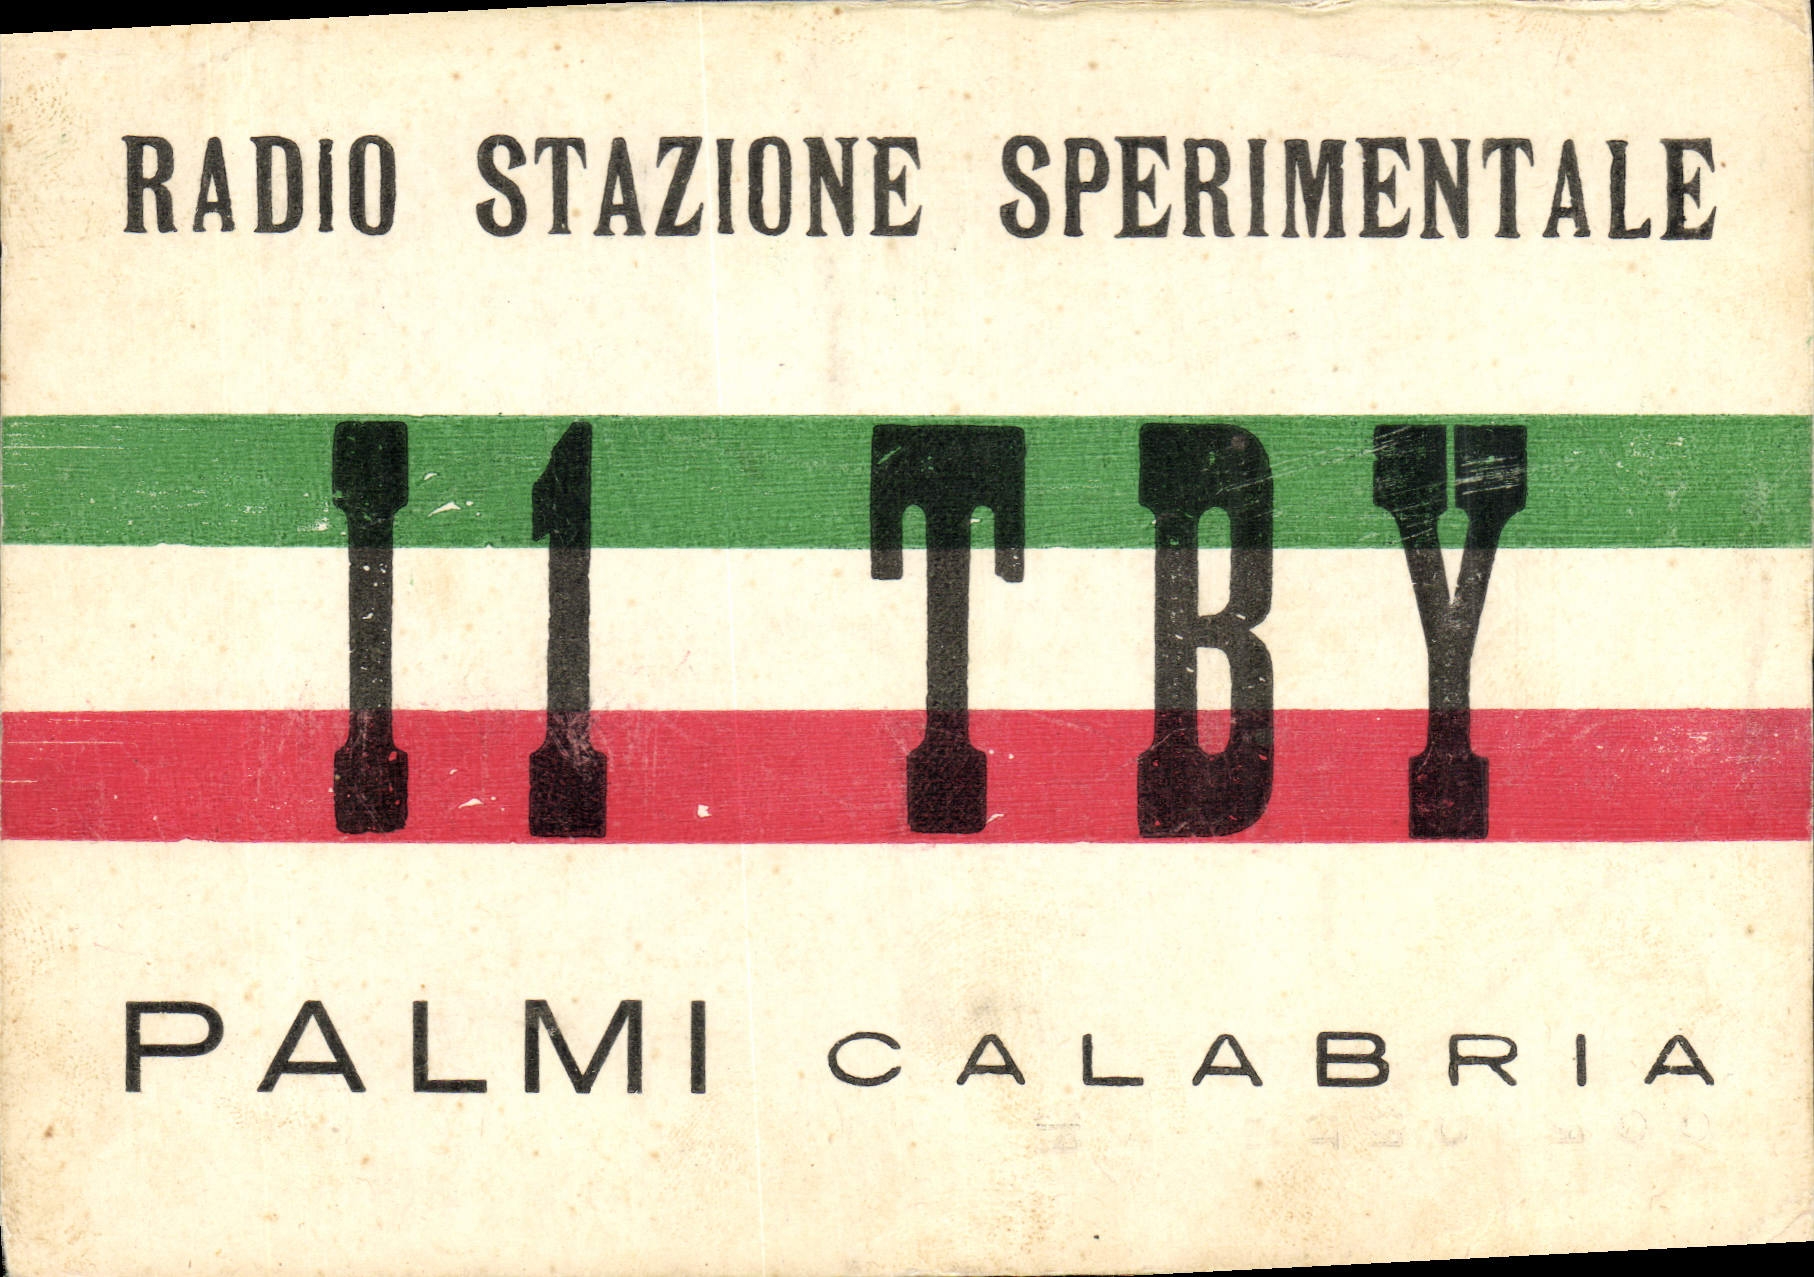 RADIO STAZIONE SPERIMENTALE
I1 TBY
PALMI CALABRIA